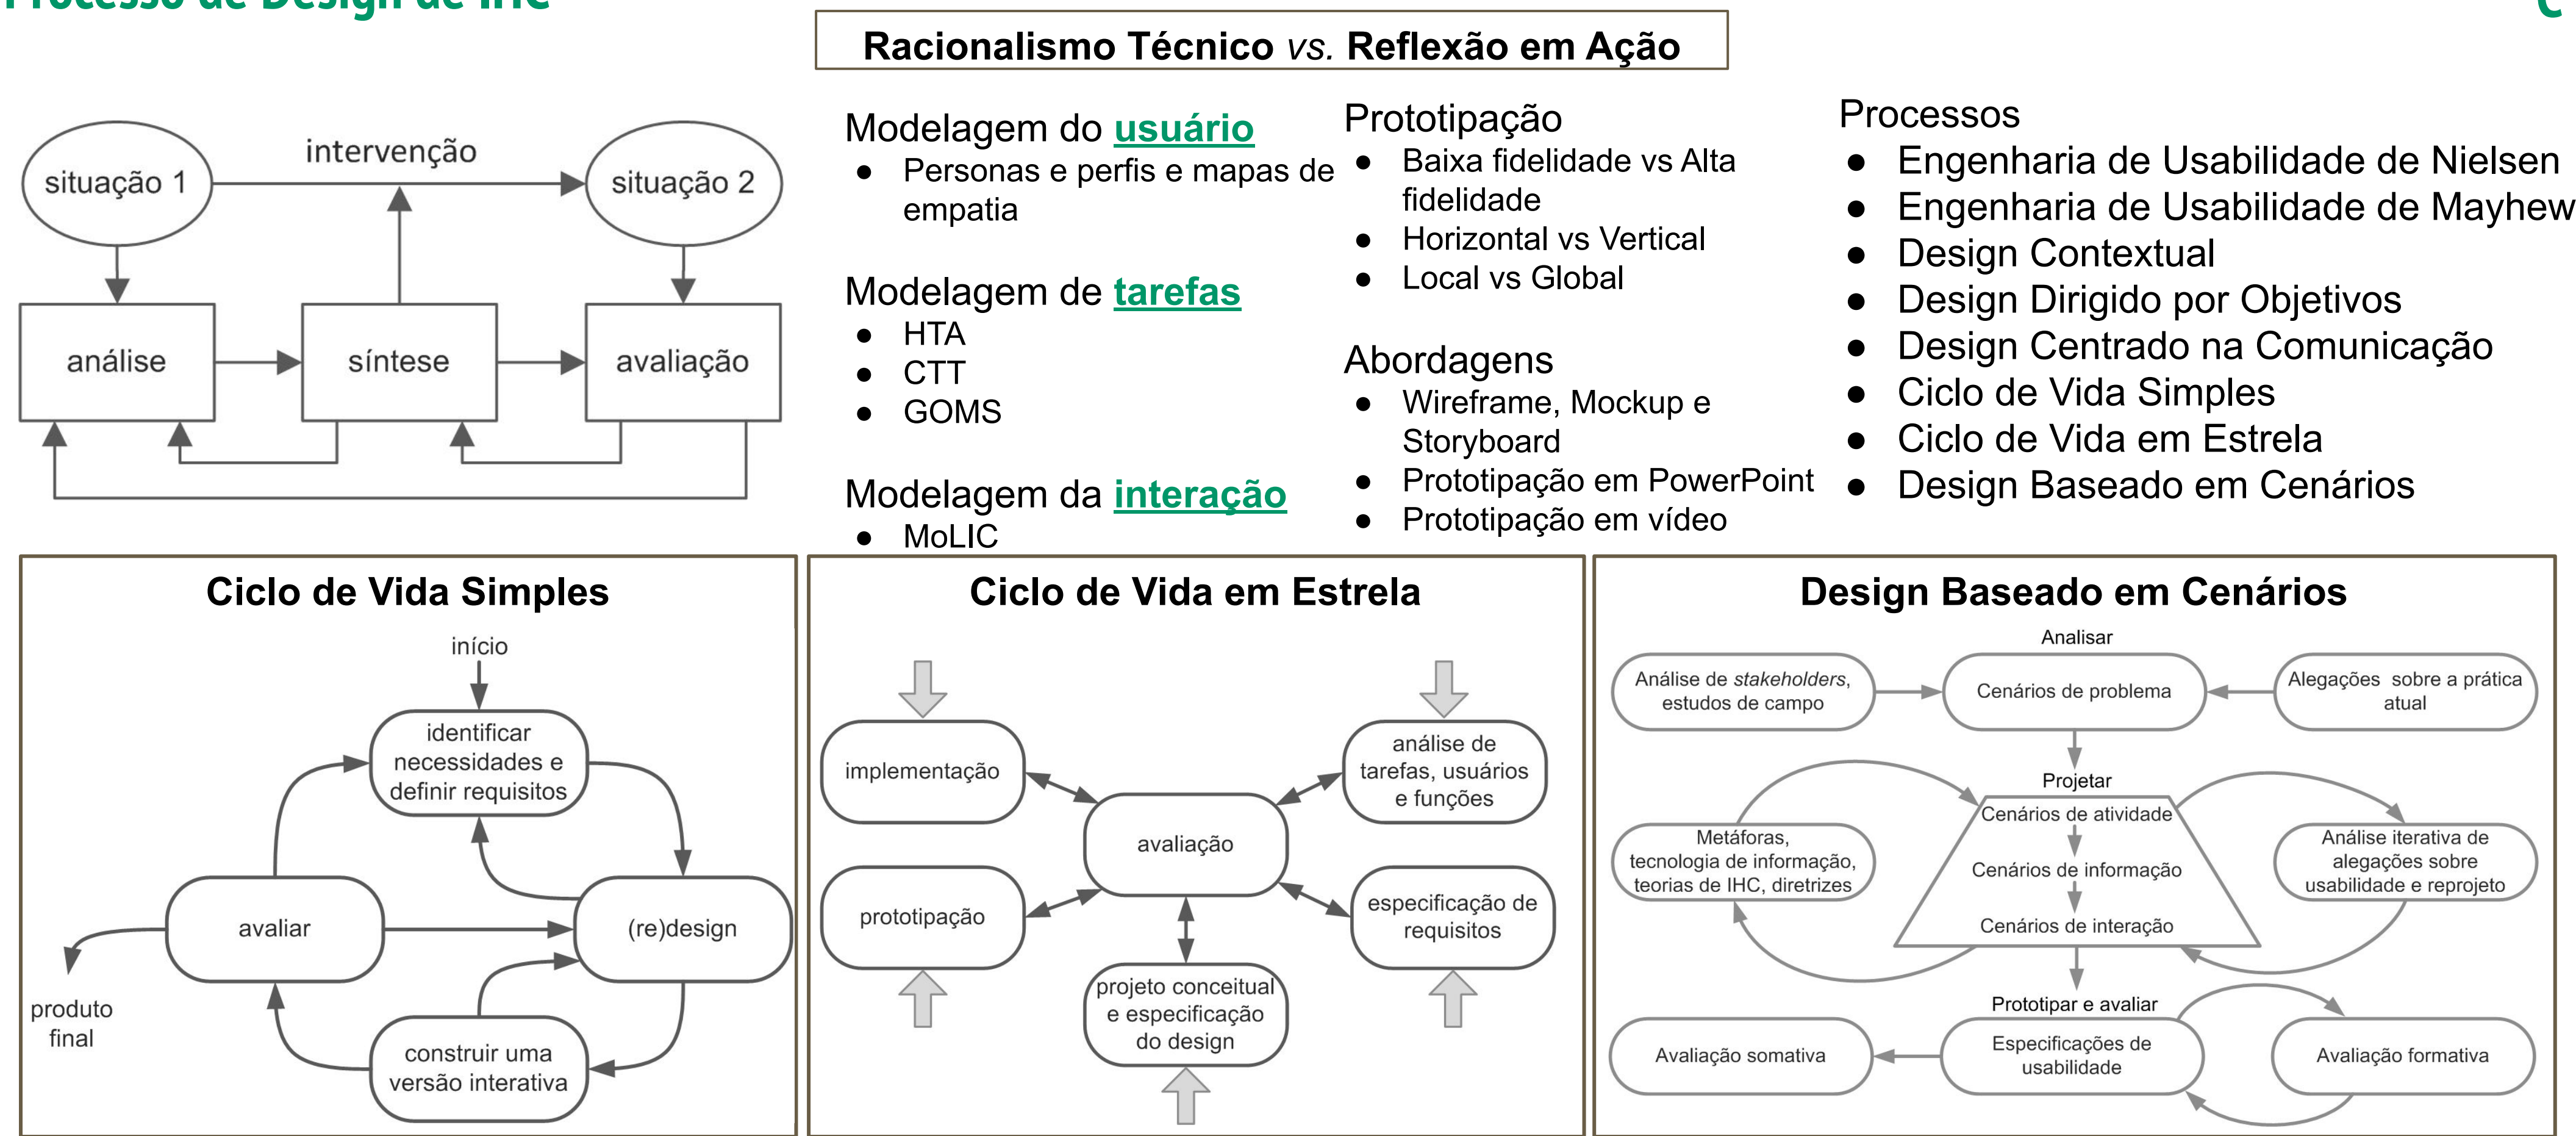 Processo de Design de IHC
Racionalismo Técnico vs. Reflexão em Ação
situação 1
intervenção
situação 2
análise
síntese
avaliação
Modelagem do usuário
● Personas e perfis e mapas de
empatia
Modelagem de tarefas
● HTA
● CTT
● GOMS
Modelagem da interação
● MoLIC
Prototipação
● Baixa fidelidade vs Alta
fidelidade
● Horizontal vs Vertical
● Local vs Global
Abordagens
● Wireframe, Mockup e
Storyboard
● Prototipação em PowerPoint
● Prototipação em vídeo
Processos
● Engenharia de Usabilidade de Nielsen
● Engenharia de Usabilidade de Mayhew
● Design Contextual
● Design Dirigido por Objetivos
● Design Centrado na Comunicação
● Ciclo de Vida Simples
● Ciclo de Vida em Estrela
● Design Baseado em Cenários
Ciclo de Vida Simples
início
identificar
necessidades e
definir requisitos
avaliar
(re)design
produto
final
construir uma
versão interativa
Ciclo de Vida em Estrela
implementação
análise de
tarefas, usuários
e funções
avaliação
prototipação
especificação de
requisitos
projeto conceitual
e especificação
do design
Design Baseado em Cenários
Analisar
Análise de stakeholders,
estudos de campo
Cenários de problema
Alegações sobre a prática
atual
Projetar
Cenários de atividade
Cenários de informação
Cenários de interação
Metáforas,
tecnologia de informação,
teorias de IHC, diretrizes
Análise iterativa de
alegações sobre
usabilidade e reprojeto
Prototipar e avaliar
Avaliação somativa
Especificações de
usabilidade
Avaliação formativa